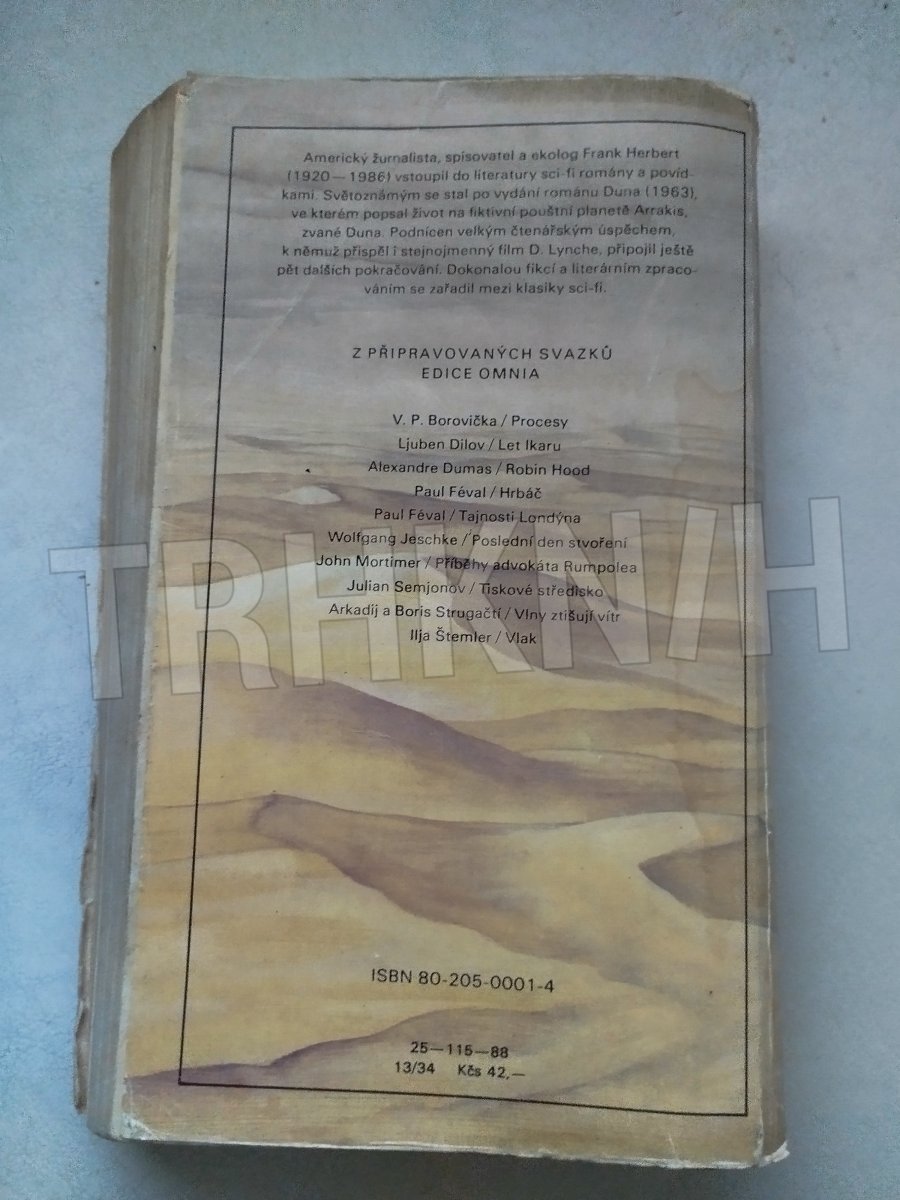 Americký žurnalista, spisovatel a ekolog Frank Herbert
(1920—1986) vstoupil do literatury sci-fi romány a povíd-
kami. Světoznámým se stal po vydání románu Duna (1963),
ve kterém popsal život na fiktivní pouštní planetě Arrakis,
zvané Duna. Podnícen velkým čtenářským úspěchem,
k němuž přispěl i stejnojmenný film D. Lynche, připojil ještě
pět dalších pokračování. Dokonalou fikcí a literárním zpraco-
váním se zařadil mezi klasiky sci-fi.
Z PŘIPRAVOVANÝCH SVAZKŮ
EDICE OMNIA
V. P. Borovička / Procesy
Ljuben Dilov / Let Ikaru
Alexandre Dumas / Robin Hood
Paul Féval / Hrbáč
Paul Féval / Tajnosti Londýna
Wolfgang Jeschke / Poslední den stvoření
John Mortimer / Příběhy advokáta Rumpolea
Julian Semjonov / Tiskové středisko
Arkadij a Boris Strugačtí / Vlny ztišují vítr
Ilja Štemler / Vlak
TRHKNIH
ISBN 80-205-0001-4
25—115—88
13/34 Kčs 42,—